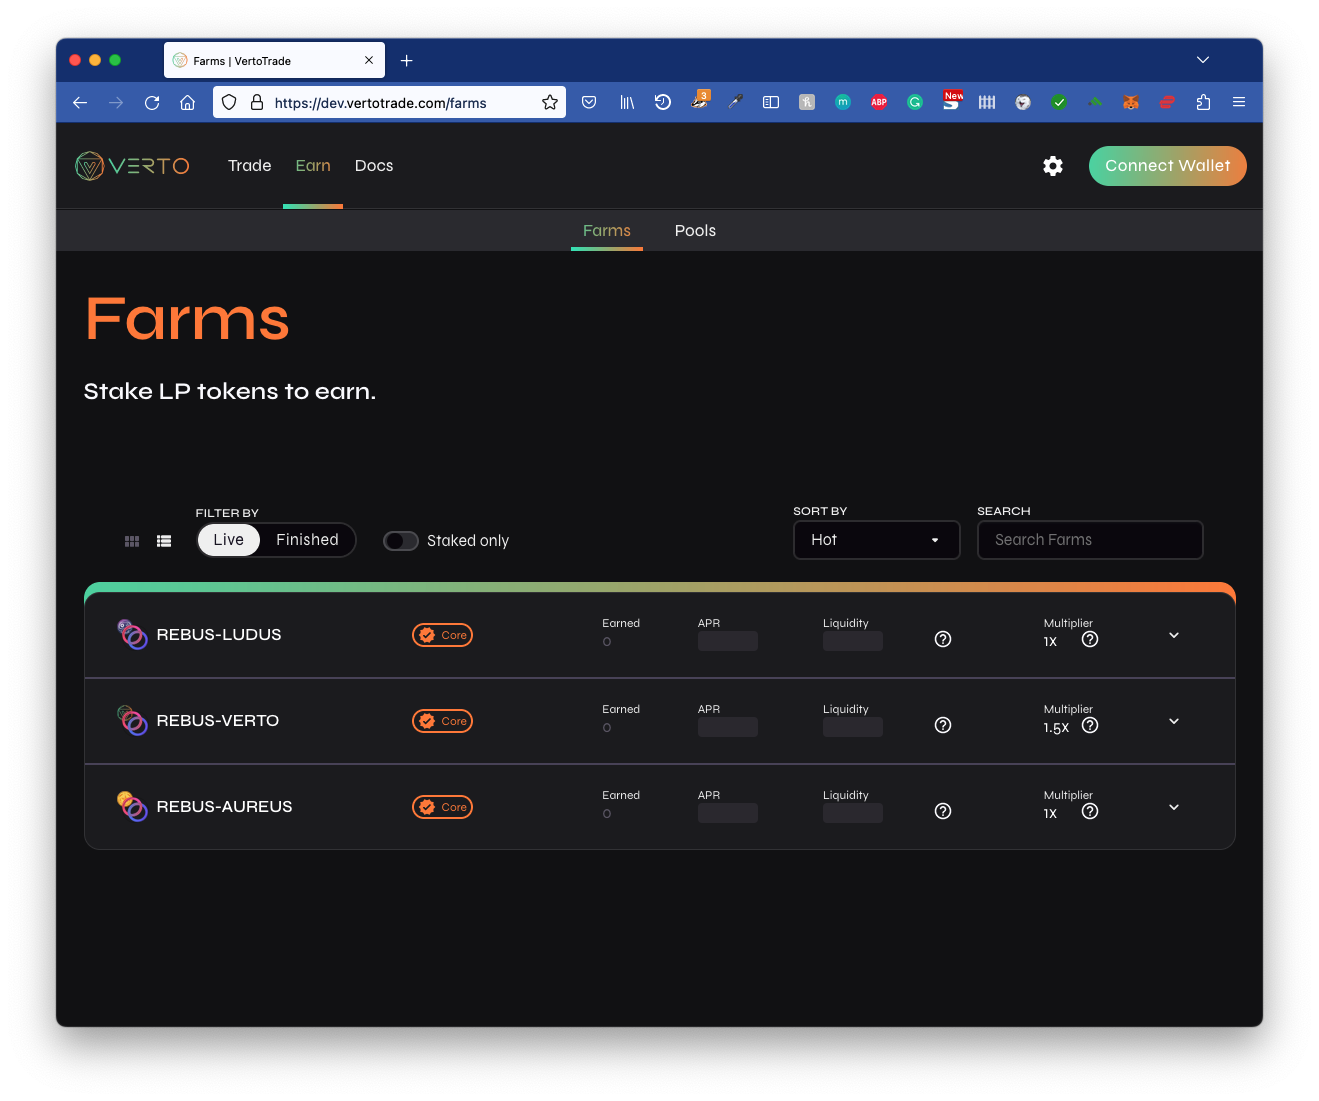 Farms | VertoTrade
https://dev.vertotrade.com/farms
3
m
ABP
G
New
VERTO
Trade
Earn
Docs
Connect Wallet
Farms
Pools
Farms
Stake LP tokens to earn.
FILTER BY
Live
Finished
Staked only
SORT BY
Hot
SEARCH
Search Farms
REBUS-LUDUS
Core
Earned
0
APR
Liquidity
Multiplier
1X
REBUS-VERTO
Core
Earned
0
APR
Liquidity
Multiplier
1.5X
REBUS-AUREUS
Core
Earned
0
APR
Liquidity
Multiplier
1X